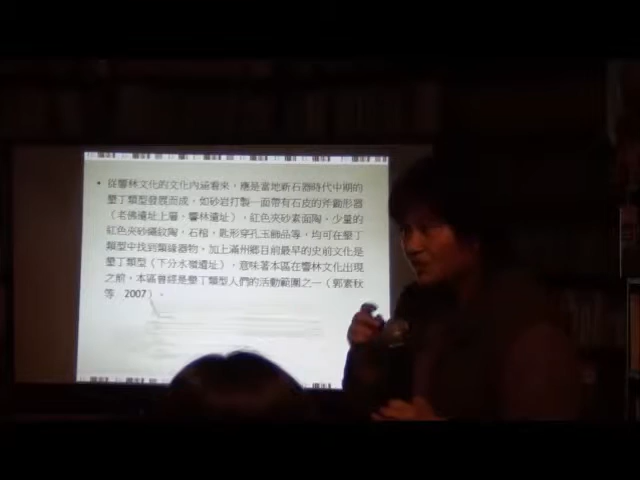 • 從響林文化的文化內涵看來，應是當地新石器時代中期的
墾丁類型發展而成，如砂岩打製一面帶有石皮的斧鋤形器
（老佛遺址上層、響林遺址），紅色夾砂素面陶、少量的
紅色夾砂繩紋陶，石棺，匙形穿孔玉飾品等，均可在墾丁
類型中找到類緣器物。加上滿州鄉目前最早的史前文化是
墾丁類型（下分水嶺遺址），意味著本區在響林文化出現
之前，本區曾經是墾丁類型人們的活動範圍之一（郭素秋
等 2007）。